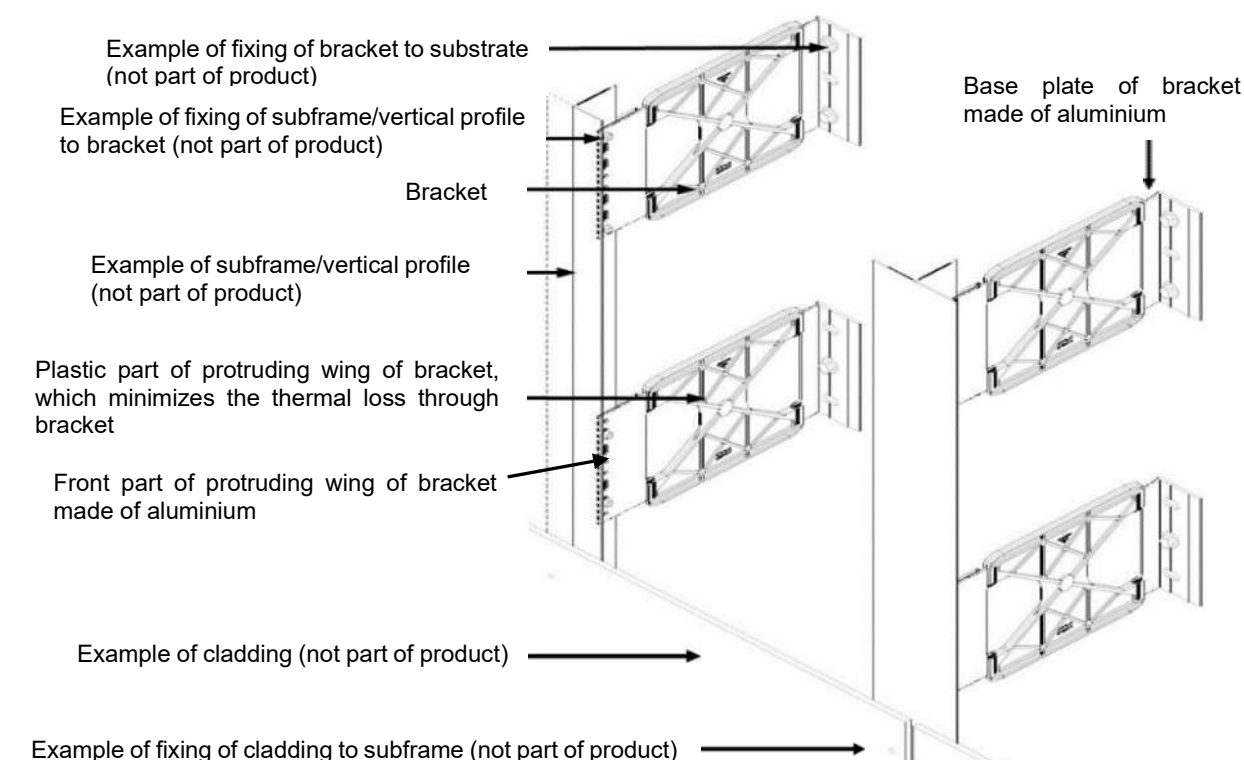 Example of fixing of bracket to substrate
(not part of product)
Base plate of bracket
made of aluminium
Example of fixing of subframe/vertical profile
to bracket (not part of product)
Bracket
Example of subframe/vertical profile
(not part of product)
Plastic part of protruding wing of bracket,
which minimizes the thermal loss through
bracket
Front part of protruding wing of bracket
made of aluminium
Example of cladding (not part of product)
Example of fixing of cladding to subframe (not part of product)